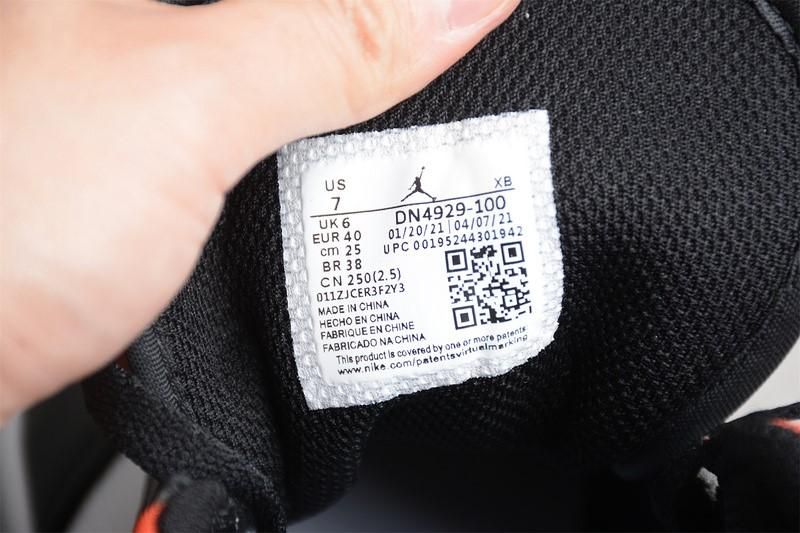 US XB
7
UK 6 DN4929-100
EUR 40 01/20/21 | 04/07/21
cm 25 UPC 00195244301942
BR 38
CN 250(2.5)
011ZJCER3F2Y3
MADE IN CHINA
HECHO EN CHINA
FABRIQUE EN CHINE
FABRICADO NA CHINA
This product is covered by one or more patents
www.nike.com/patentsvirtualmarking